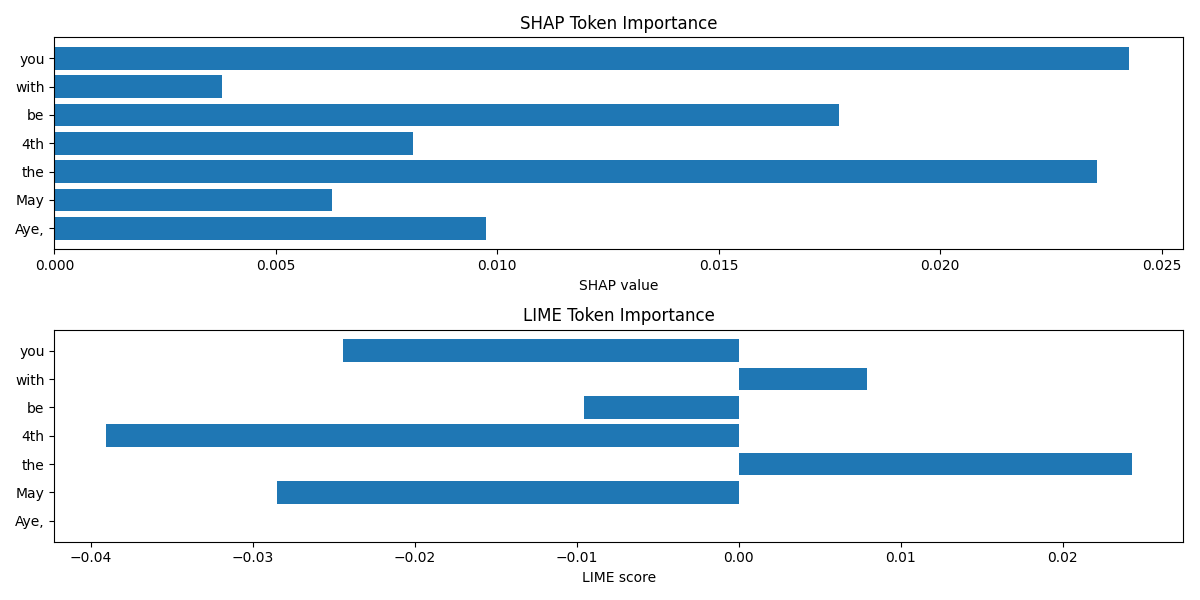 SHAP Token Importance
you
with
be
4th
the
May
Aye,
0.000 0.005 0.010 0.015 0.020 0.025
SHAP value
LIME Token Importance
you
with
be
4th
the
May
Aye,
−0.04 −0.03 −0.02 −0.01 0.00 0.01 0.02
LIME score